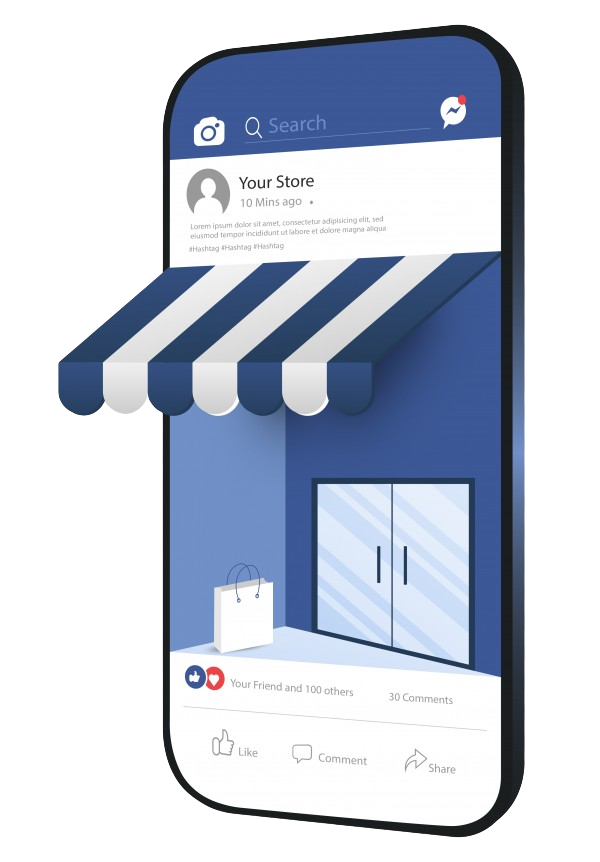 Search
Your Store
10 Mins ago
Lorem ipsum dolor sit amet, consectetur adipisicing elit, sed
eiusmod tempor incididunt ut labore et dolore magna aliqua
#Hashtag #Hashtag #Hashtag
Your Friend and 100 others 30 Comments
Like Comment Share